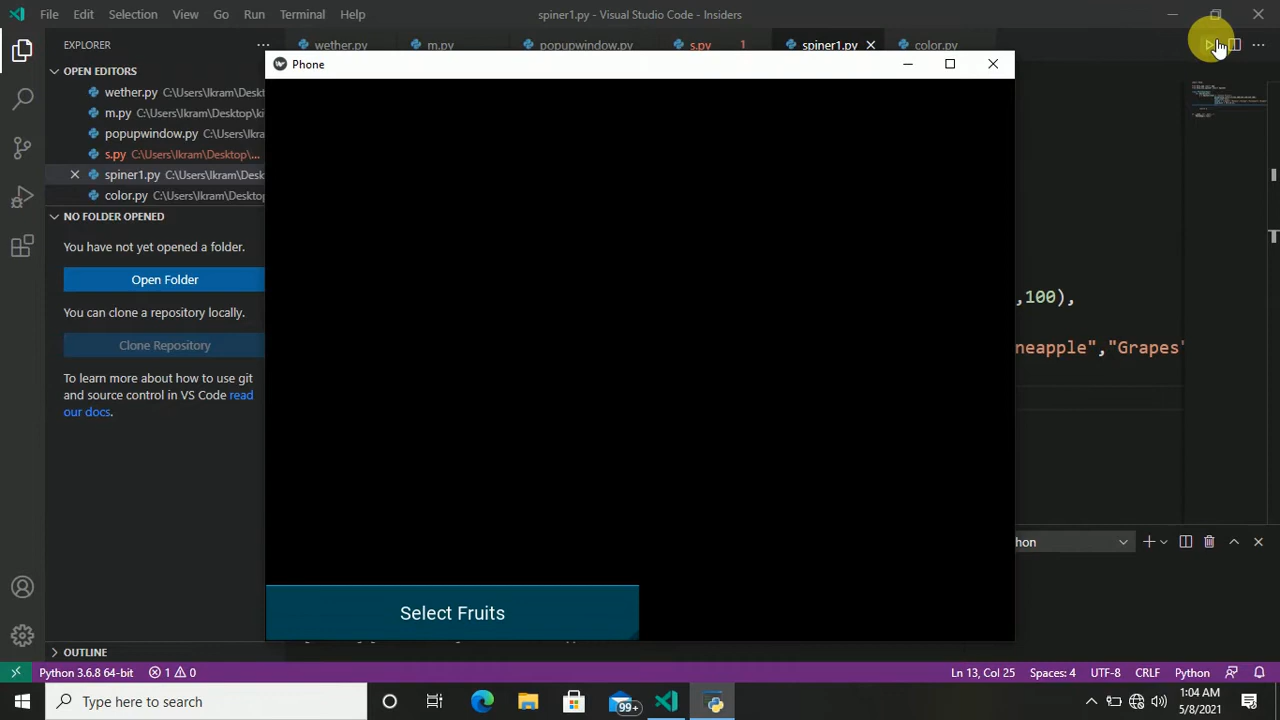 File Edit Selection View Go Run Terminal Help spiner1.py - Visual Studio Code - Insiders
EXPLORER
wether.py m.py popupwindow.py s.py 1 spiner1.py color.py
OPEN EDITORS
wether.py C:\Users\Ikram\Deskt
m.py C:\Users\Ikram\Desktop\ki
popupwindow.py C:\Users\Ikram
s.py C:\Users\Ikram\Desktop\...
spiner1.py C:\Users\Ikram\Desk
color.py C:\Users\Ikram\Deskto
NO FOLDER OPENED
You have not yet opened a folder.
Open Folder
You can clone a repository locally.
Clone Repository
To learn more about how to use git
and source control in VS Code read
our docs.
OUTLINE
Phone
Select Fruits
,100),
neapple","Grapes"
hon
Python 3.6.8 64-bit 1 0 Ln 13, Col 25 Spaces: 4 UTF-8 CRLF Python
Type here to search
99+
1:04 AM
5/8/2021